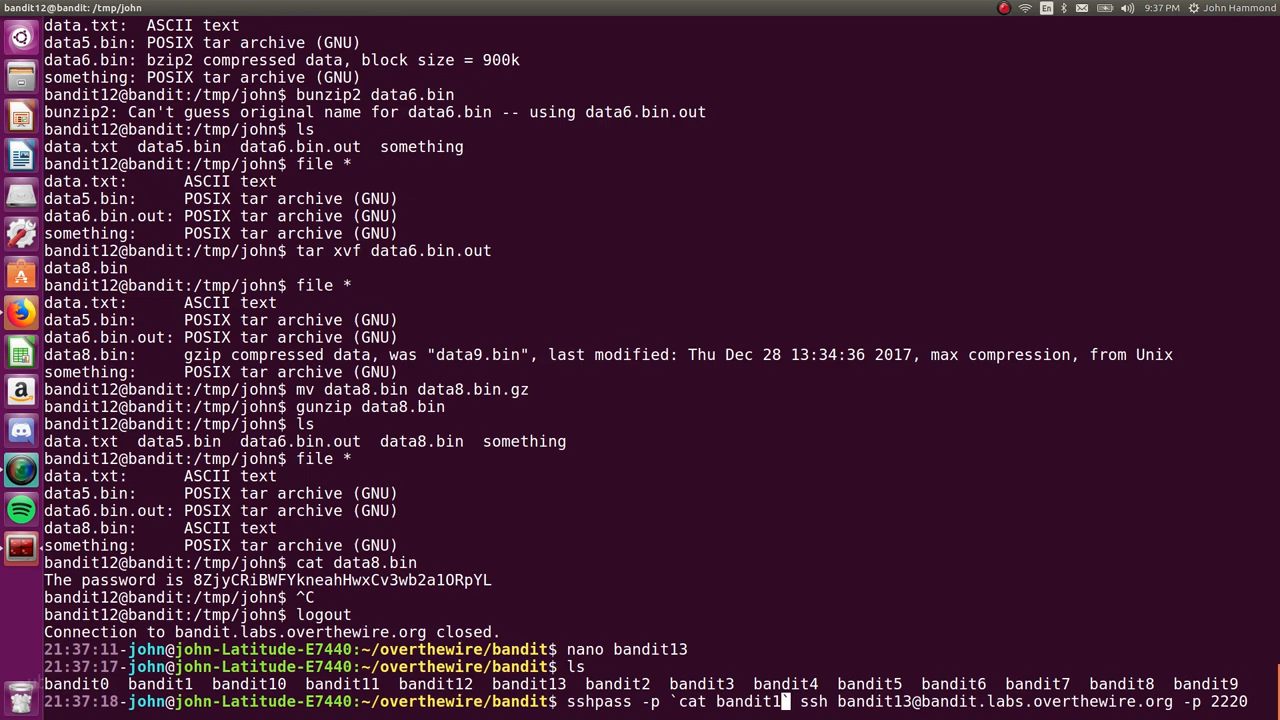 bandit12@bandit: /tmp/john
En
9:37 PM
John Hammond
data.txt:  ASCII text
data5.bin: POSIX tar archive (GNU)
data6.bin: bzip2 compressed data, block size = 900k
something: POSIX tar archive (GNU)
bandit12@bandit:/tmp/john$ bunzip2 data6.bin
bunzip2: Can't guess original name for data6.bin -- using data6.bin.out
bandit12@bandit:/tmp/john$ ls
data.txt  data5.bin  data6.bin.out  something
bandit12@bandit:/tmp/john$ file *
data.txt:      ASCII text
data5.bin:     POSIX tar archive (GNU)
data6.bin.out: POSIX tar archive (GNU)
something:     POSIX tar archive (GNU)
bandit12@bandit:/tmp/john$ tar xvf data6.bin.out
data8.bin
bandit12@bandit:/tmp/john$ file *
data.txt:      ASCII text
data5.bin:     POSIX tar archive (GNU)
data6.bin.out: POSIX tar archive (GNU)
data8.bin:     gzip compressed data, was "data9.bin", last modified: Thu Dec 28 13:34:36 2017, max compression, from Unix
something:     POSIX tar archive (GNU)
bandit12@bandit:/tmp/john$ mv data8.bin data8.bin.gz
bandit12@bandit:/tmp/john$ gunzip data8.bin
bandit12@bandit:/tmp/john$ ls
data.txt  data5.bin  data6.bin.out  data8.bin  something
bandit12@bandit:/tmp/john$ file *
data.txt:      ASCII text
data5.bin:     POSIX tar archive (GNU)
data6.bin.out: POSIX tar archive (GNU)
data8.bin:     ASCII text
something:     POSIX tar archive (GNU)
bandit12@bandit:/tmp/john$ cat data8.bin
The password is 8ZjyCRiBWFYkneahHwxCv3wb2a1ORpYL
bandit12@bandit:/tmp/john$ ^C
bandit12@bandit:/tmp/john$ logout
Connection to bandit.labs.overthewire.org closed.
21:37:11-john@john-Latitude-E7440:~/overthewire/bandit$ nano bandit13
21:37:17-john@john-Latitude-E7440:~/overthewire/bandit$ ls
bandit0  bandit1  bandit10  bandit11  bandit12  bandit13  bandit2  bandit3  bandit4  bandit5  bandit6  bandit7  bandit8  bandit9
21:37:18-john@john-Latitude-E7440:~/overthewire/bandit$ sshpass -p `cat bandit1` ssh bandit13@bandit.labs.overthewire.org -p 2220